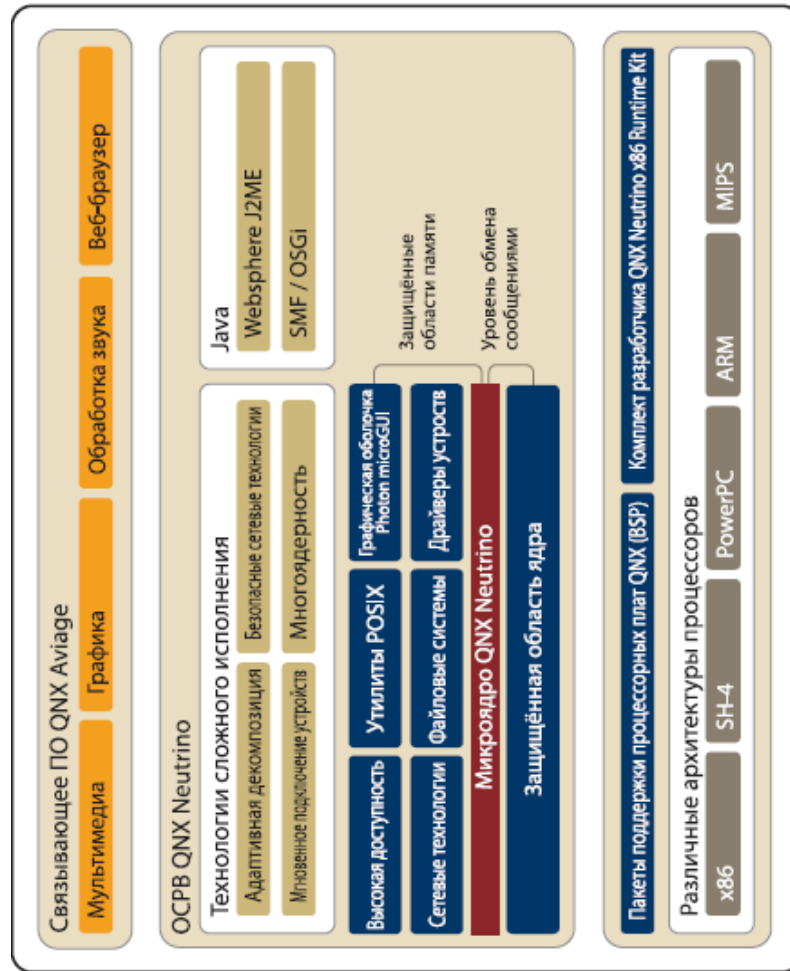 Связывающее ПО QNX Aviage
Мультимедиа
Графика
Обработка звука
Веб-браузер
ОСРВ QNX Neutrino
Технологии сложного исполнения
Адаптивная декомпозиция
Безопасные сетевые технологии
Мгновенное подключение устройств
Многоядерность
Java
Websphere J2ME
SMF / OSGi
Высокая доступность
Утилиты POSIX
Графическая оболочка
Photon microGUI
Сетевые технологии
Файловые системы
Драйверы устроств
Защищённые
области памяти
Микроядро QNX Neutrino
Уровень обмена
сообщениями
Защищённая область ядра
Пакеты поддержки процессорных плат QNX (BSP)
Комплект разработчика QNX Neutrino x86 Runtime Kit
Различные архитектуры процессоров
x86
SH-4
PowerPC
ARM
MIPS